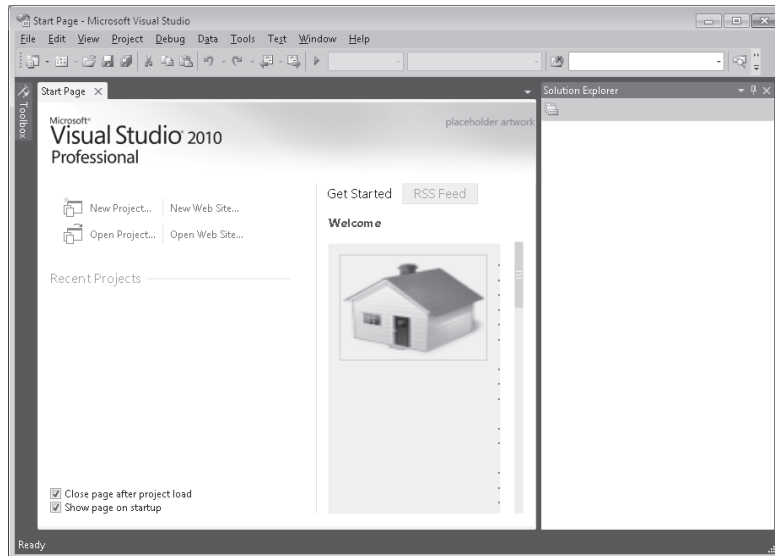 Start Page - Microsoft Visual Studio
File Edit View Project Debug Data Tools Test Window Help
Toolbox
Start Page
Solution Explorer
Microsoft®
Visual Studio® 2010
Professional
placeholder artwork
New Project... New Web Site...
Open Project... Open Web Site...
Recent Projects
Get Started RSS Feed
Welcome
Close page after project load
Show page on startup
Ready